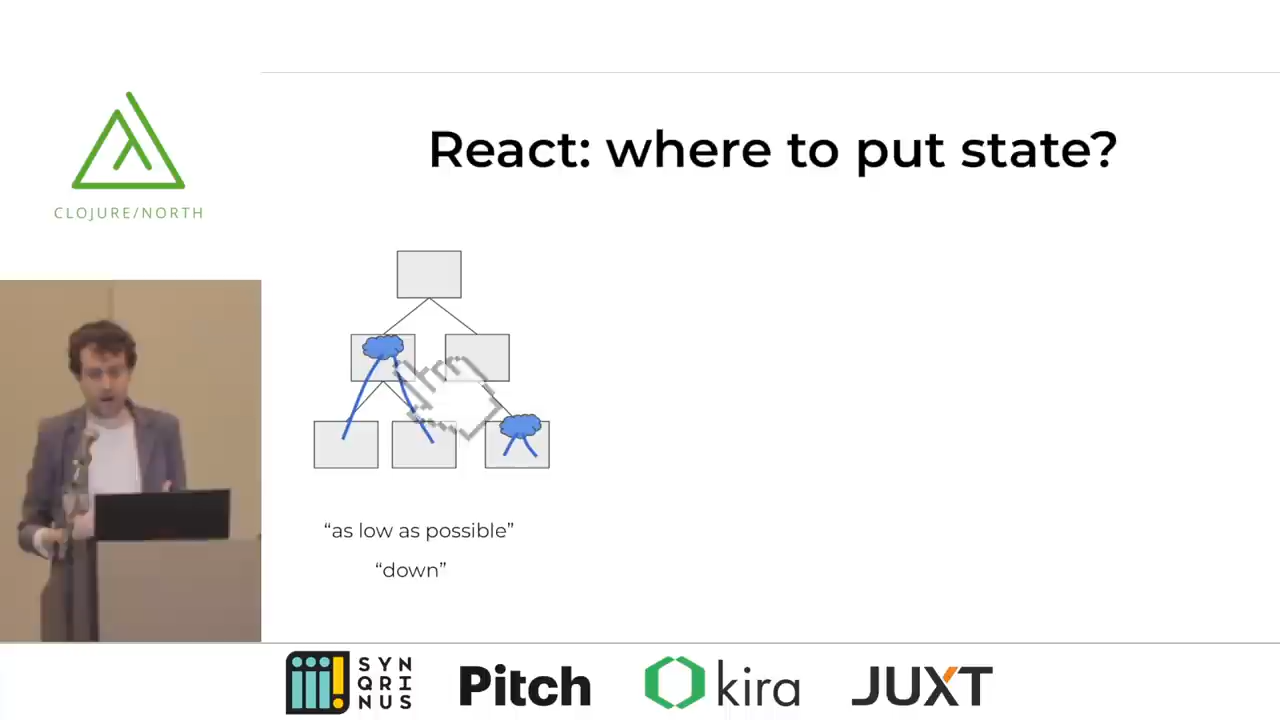 React: where to put state?
CLOJURE/NORTH
“as low as possible”
“down”
SYN
QRI
NUS
Pitch
kira
JUXT